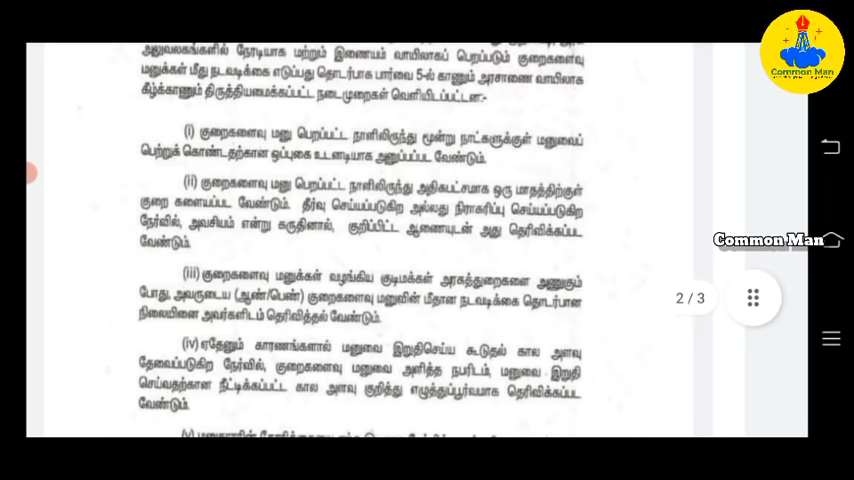 அலுவலகங்களில் நேரடியாக மற்றும் இணையம் வாயிலாகப் பெறப்படும் குறைகளைவு
மனுக்கள் மீது நடவடிக்கை எடுப்பது தொடர்பாக பார்வை 5-ல் காணும் அரசாணை வாயிலாக
கீழ்க்காணும் திருத்தியமைக்கப்பட்ட நடைமுறைகள் வெளியிடப்பட்டன:-
(i) குறைகளைவு மனு பெறப்பட்ட நாளிலிருந்து மூன்று நாட்களுக்குள் மனுவைப்
பெற்றுக் கொண்டதற்கான ஒப்புகை உடனடியாக அனுப்பப்பட வேண்டும்.
(ii) குறைகளைவு மனு பெறப்பட்ட நாளிலிருந்து அதிகபட்சமாக ஒரு மாதத்திற்குள்
குறை களையப்பட வேண்டும். தீர்வு செய்யப்படுகிற அல்லது நிராகரிப்பு செய்யப்படுகிற
நேர்வில், அவசியம் என்று கருதினால், குறிப்பிட்ட ஆணையுடன் அது தெரிவிக்கப்பட
வேண்டும்.
(iii) குறைகளைவு மனுக்கள் வழங்கிய குடிமக்கள் அரசுத்துறைகளை அணுகும்
போது, அவருடைய (ஆண்/பெண்) குறைகளைவு மனுவின் மீதான நடவடிக்கை தொடர்பான
நிலையினை அவர்களிடம் தெரிவித்தல் வேண்டும்.
(iv) ஏதேனும் காரணங்களால் மனுவை இறுதிசெய்ய கூடுதல் கால அளவு
தேவைப்படுகிற நேர்வில், குறைகளைவு மனுவை அளித்த நபரிடம், மனுவை இறுதி
செய்வதற்கான நீட்டிக்கப்பட்ட கால அளவு குறித்து எழுத்துப்பூர்வமாக தெரிவிக்கப்பட
வேண்டும்.
2 / 3
Common Man
Common Man